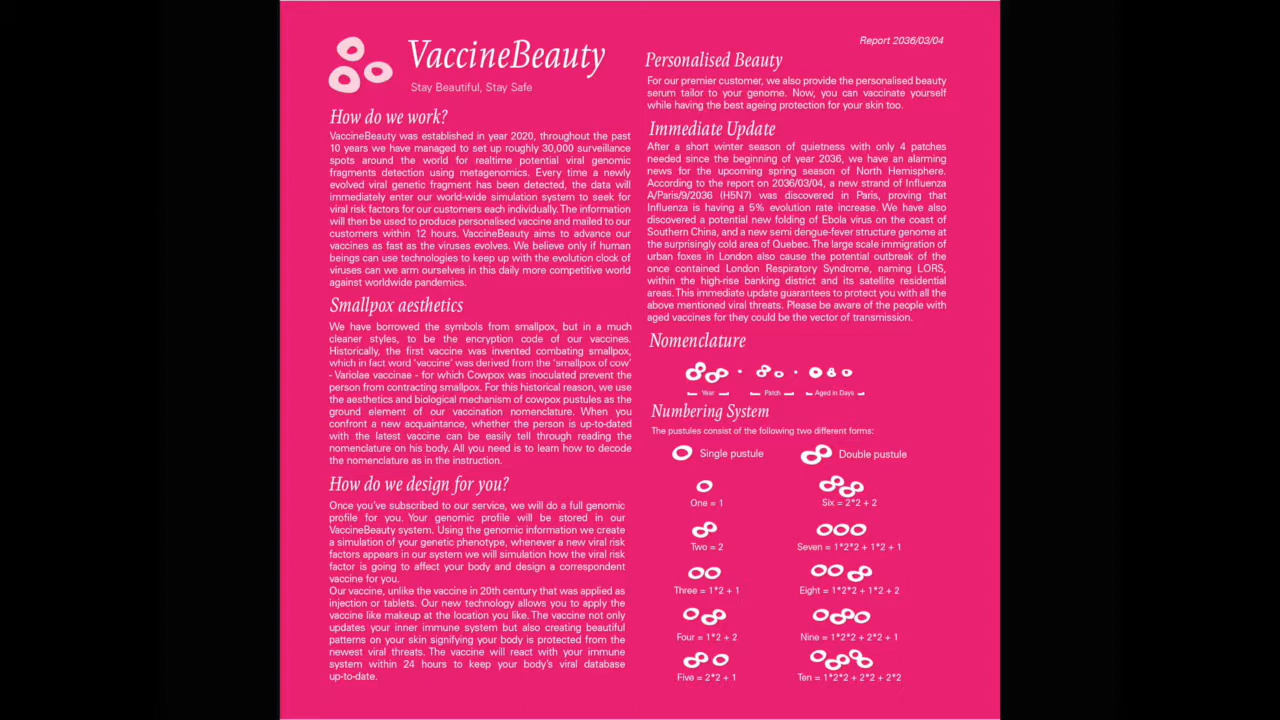 VaccineBeauty
Stay Beautiful, Stay Safe
How do we work?
VaccineBeauty was established in year 2020, throughout the past
10 years we have managed to set up roughly 30,000 surveillance
spots around the world for realtime potential viral genomic
fragments detection using metagenomics. Every time a newly
evolved viral genetic fragment has been detected, the data will
immediately enter our world-wide simulation system to seek for
viral risk factors for our customers each individually. The information
will then be used to produce personalised vaccine and mailed to our
customers within 12 hours. VaccineBeauty aims to advance our
vaccines as fast as the viruses evolves. We believe only if human
beings can use technologies to keep up with the evolution clock of
viruses can we arm ourselves in this daily more competitive world
against worldwide pandemics.
Smallpox aesthetics
We have borrowed the symbols from smallpox, but in a much
cleaner styles, to be the encryption code of our vaccines.
Historically, the first vaccine was invented combating smallpox,
which in fact word 'vaccine' was derived from the 'smallpox of cow'
- Variolae vaccinae - for which Cowpox was inoculated prevent the
person from contracting smallpox. For this historical reason, we use
the aesthetics and biological mechanism of cowpox pustules as the
ground element of our vaccination nomenclature. When you
confront a new acquaintance, whether the person is up-to-dated
with the latest vaccine can be easily tell through reading the
nomenclature on his body. All you need is to learn how to decode
the nomenclature as in the instruction.
How do we design for you?
Once you've subscribed to our service, we will do a full genomic
profile for you. Your genomic profile will be stored in our
VaccineBeauty system. Using the genomic information we create
a simulation of your genetic phenotype, whenever a new viral risk
factors appears in our system we will simulation how the viral risk
factor is going to affect your body and design a correspondent
vaccine for you.
Our vaccine, unlike the vaccine in 20th century that was applied as
injection or tablets. Our new technology allows you to apply the
vaccine like makeup at the location you like. The vaccine not only
updates your inner immune system but also creating beautiful
patterns on your skin signifying your body is protected from the
newest viral threats. The vaccine will react with your immune
system within 24 hours to keep your body's viral database
up-to-date.
Report 2036/03/04
Personalised Beauty
For our premier customer, we also provide the personalised beauty
serum tailor to your genome. Now, you can vaccinate yourself
while having the best ageing protection for your skin too.
Immediate Update
After a short winter season of quietness with only 4 patches
needed since the beginning of year 2036, we have an alarming
news for the upcoming spring season of North Hemisphere.
According to the report on 2036/03/04, a new strand of Influenza
A/Paris/9/2036 (H5N7) was discovered in Paris, proving that
Influenza is having a 5% evolution rate increase. We have also
discovered a potential new folding of Ebola virus on the coast of
Southern China, and a new semi dengue-fever structure genome at
the surprisingly cold area of Quebec. The large scale immigration of
urban foxes in London also cause the potential outbreak of the
once contained London Respiratory Syndrome, naming LORS,
within the high-rise banking district and its satellite residential
areas. This immediate update guarantees to protect you with all the
above mentioned viral threats. Please be aware of the people with
aged vaccines for they could be the vector of transmission.
Nomenclature
Year Patch Aged in Days
Numbering System
The pustules consist of the following two different forms:
Single pustule Double pustule
One = 1 Six = 2*2 + 2
Two = 2 Seven = 1*2*2 + 1*2 + 1
Three = 1*2 + 1 Eight = 1*2*2 + 1*2 + 2
Four = 1*2 + 2 Nine = 1*2*2 + 2*2 + 1
Five = 2*2 + 1 Ten = 1*2*2 + 2*2 + 2*2